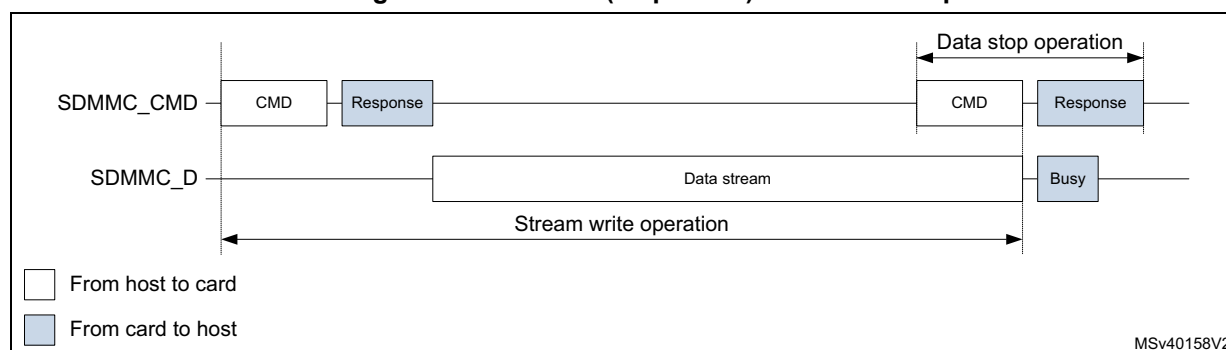 Data stop operation
SDMMC_CMD CMD Response CMD Response
SDMMC_D Data stream Busy
Stream write operation
From host to card
From card to host
MSv40158V2